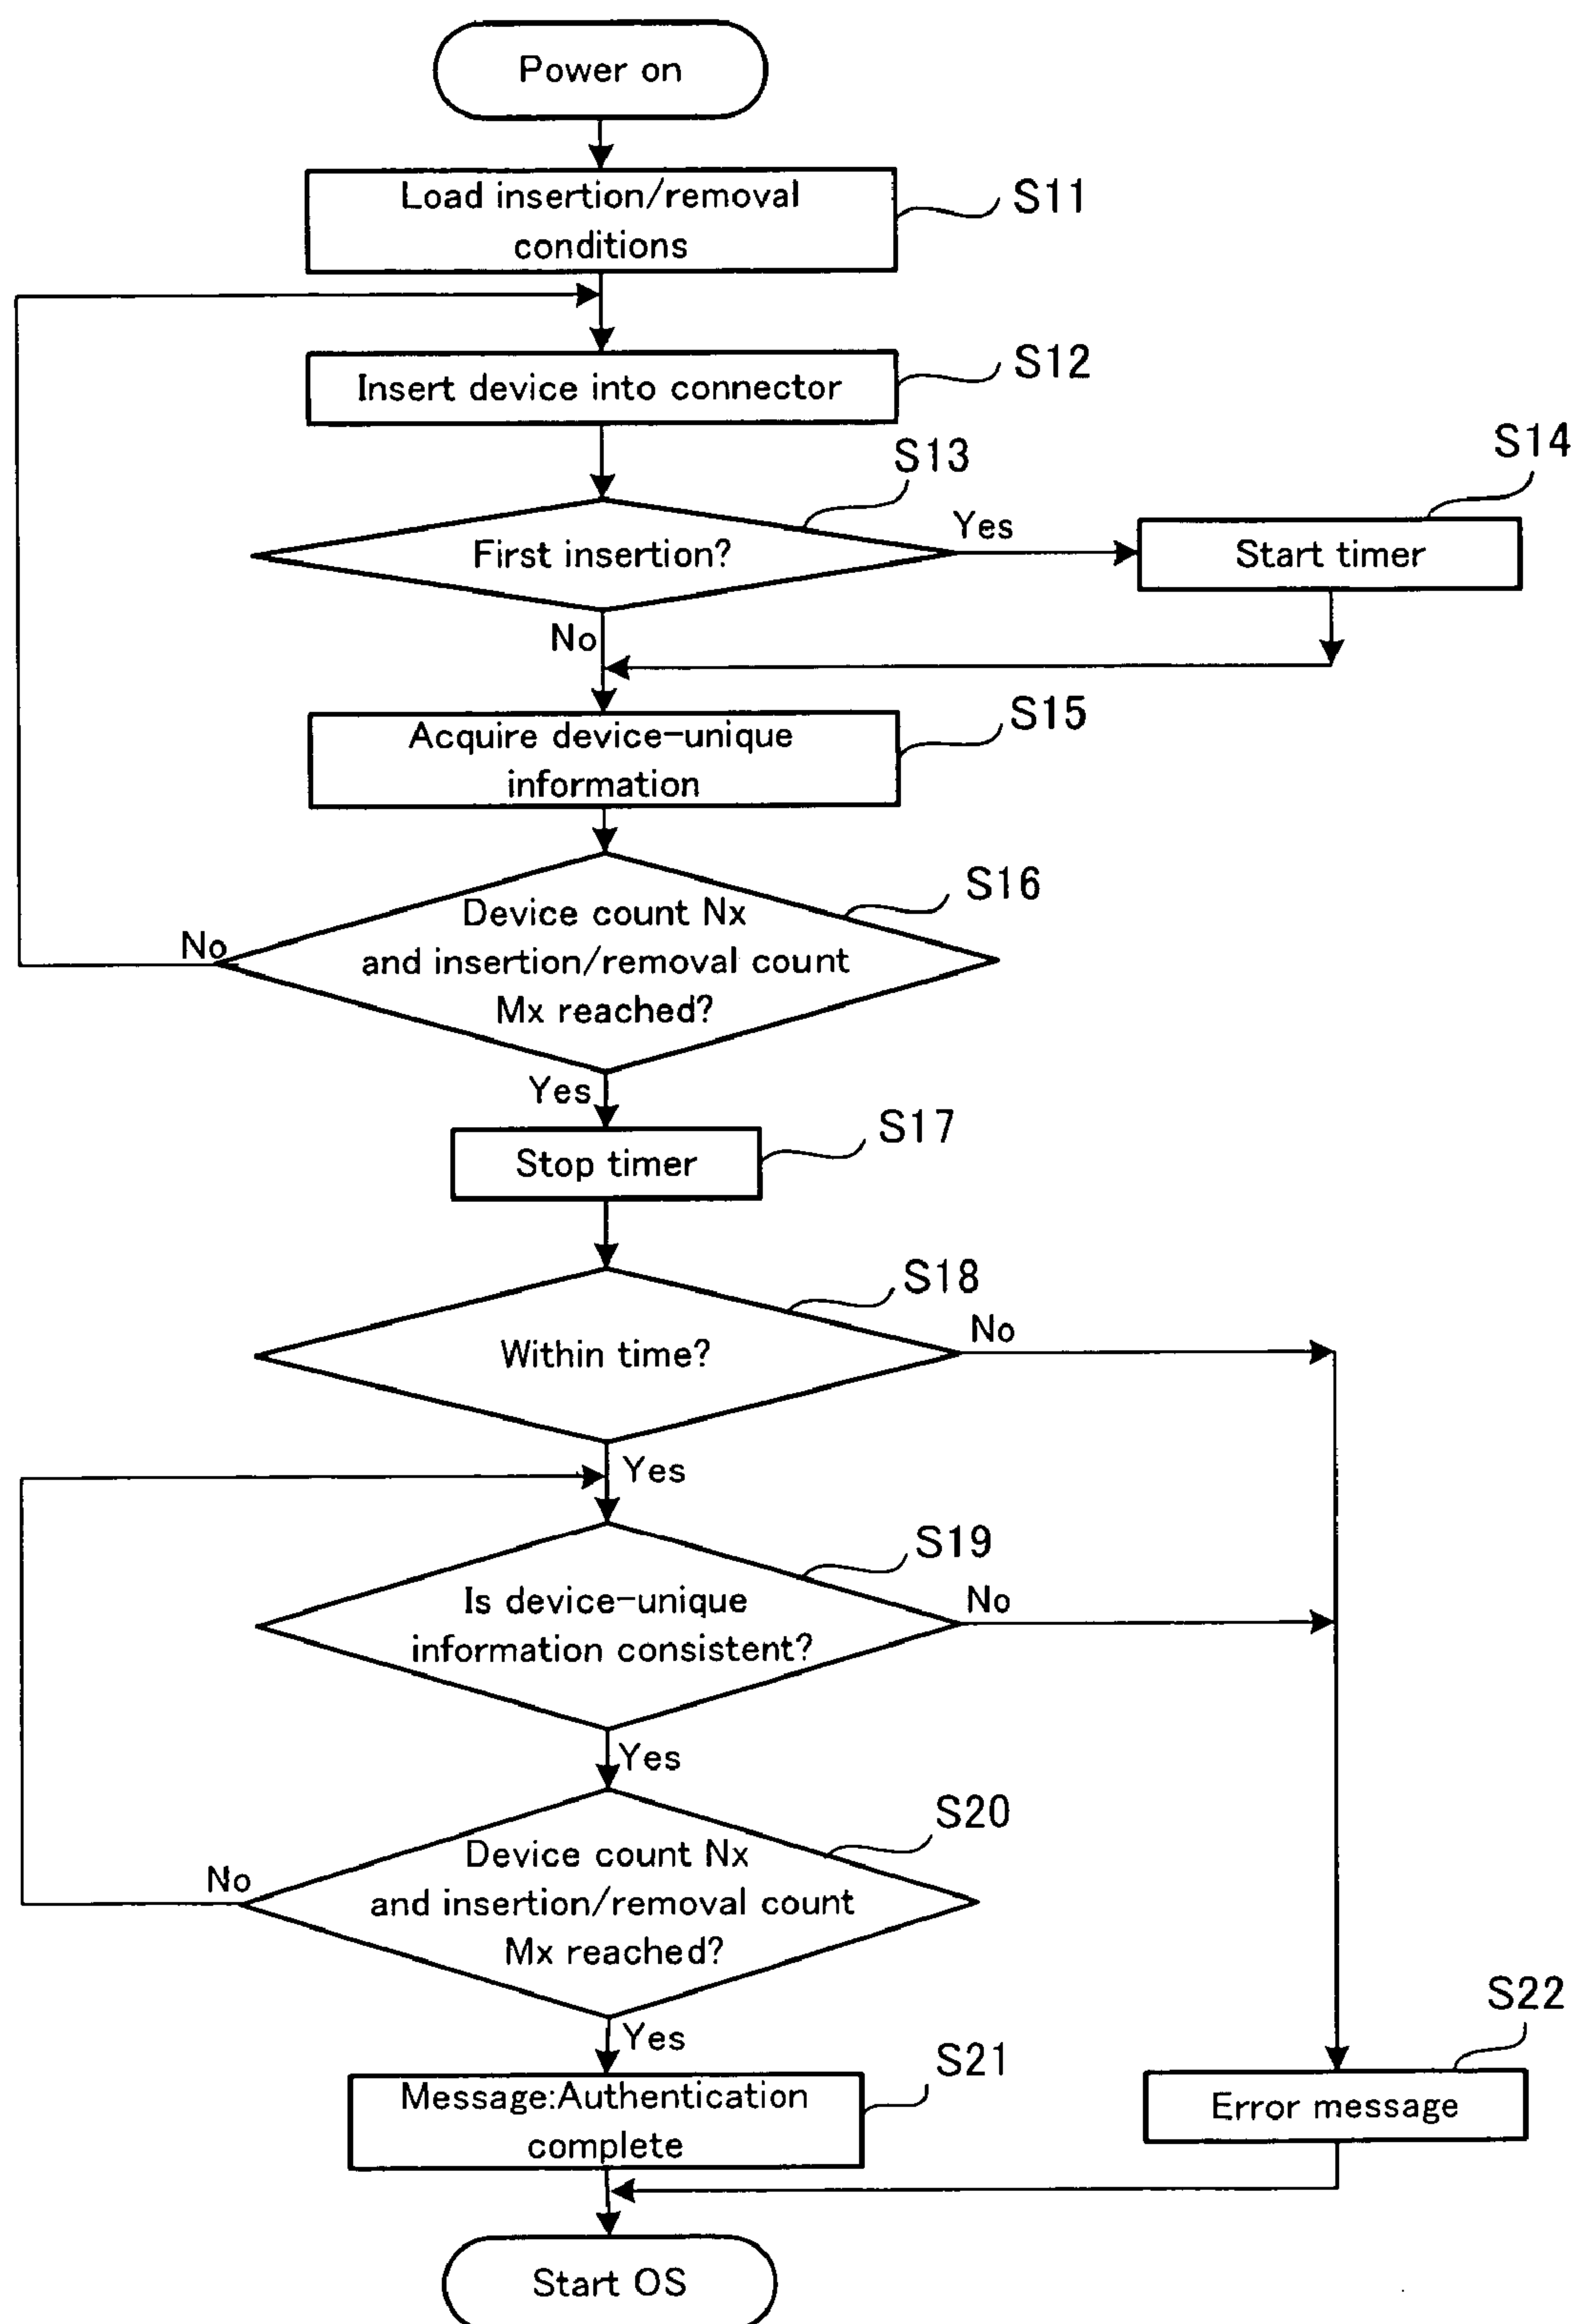 Power on
Load insertion/removal
conditions
S11
Insert device into connector
S12
S13
First insertion?
Yes
S14
Start timer
No
Acquire device-unique
information
S15
S16
Device count Nx
and insertion/removal count
Mx reached?
No
Yes
S17
Stop timer
S18
Within time?
No
Yes
S19
Is device-unique
information consistent?
No
Yes
S20
Device count Nx
and insertion/removal count
Mx reached?
No
Yes
S21
Message:Authentication
complete
S22
Error message
Start OS